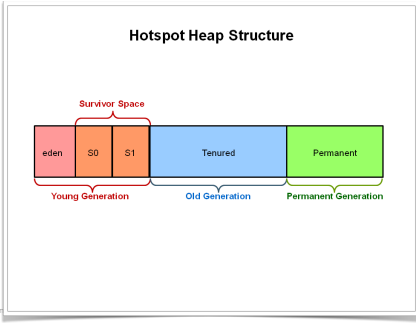 Hotspot Heap Structure
Survivor Space
eden S0 S1 Tenured Permanent
Young Generation Old Generation Permanent Generation